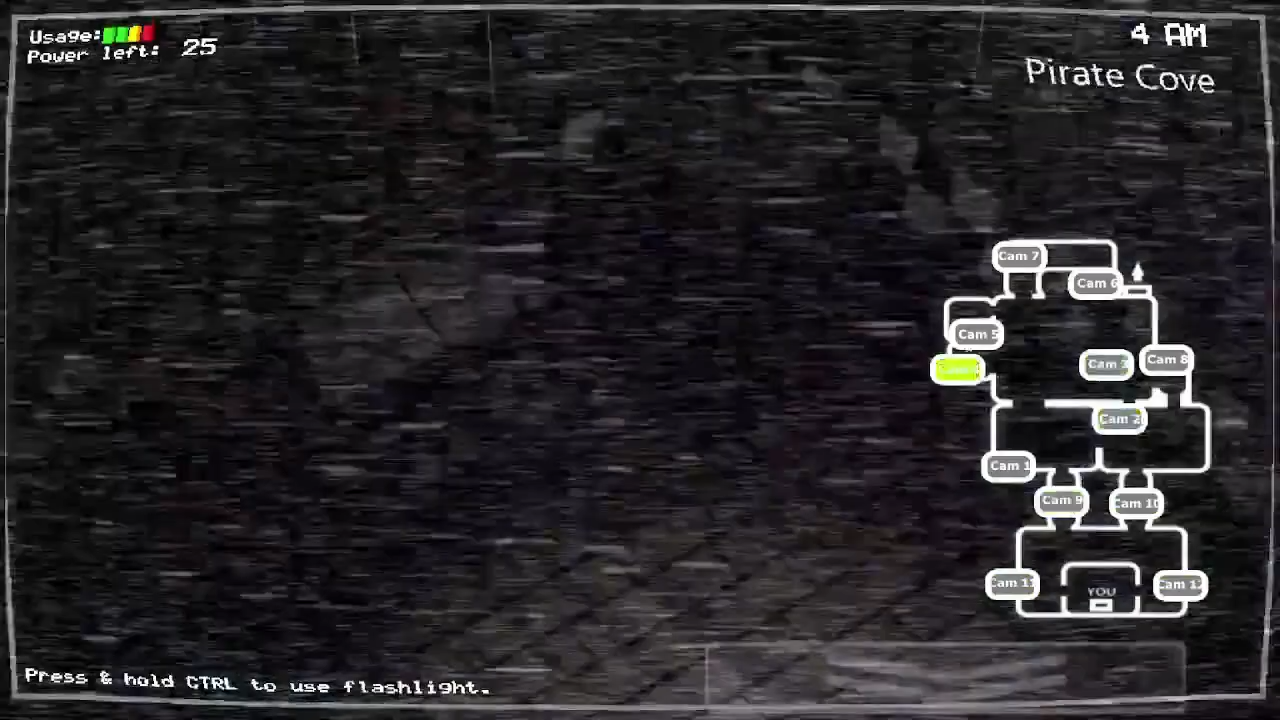 Usage:
Power left: 25
4 AM
Pirate Cove
Cam 7
Cam 6
Cam 5
Cam 3
Cam 8
Cam 2
Cam 1
Cam 9
Cam 10
Cam 11
YOU
Cam 12
Press & hold CTRL to use flashlight.